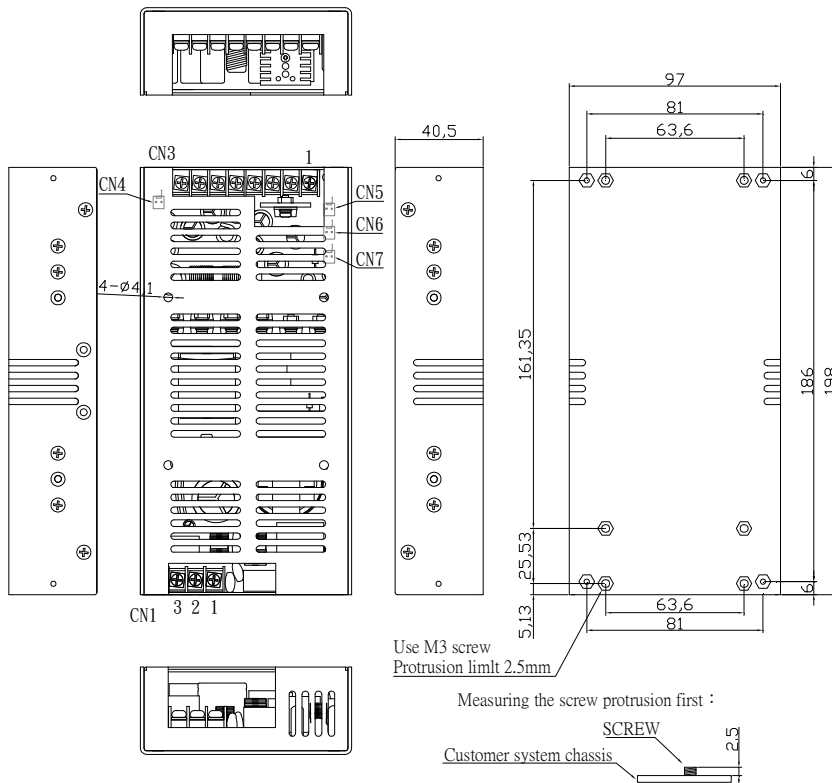 97
81
40,5
63,6
CN3
1
6
CN4
CN5
CN6
CN7
4-Ø4,1
161,35
186
198
25,53
3 2 1
CN1
6
5,13
63,6
81
Use M3 screw
Protrusion limlt 2.5mm
Measuring the screw protrusion first：
SCREW
2,5
Customer system chassis